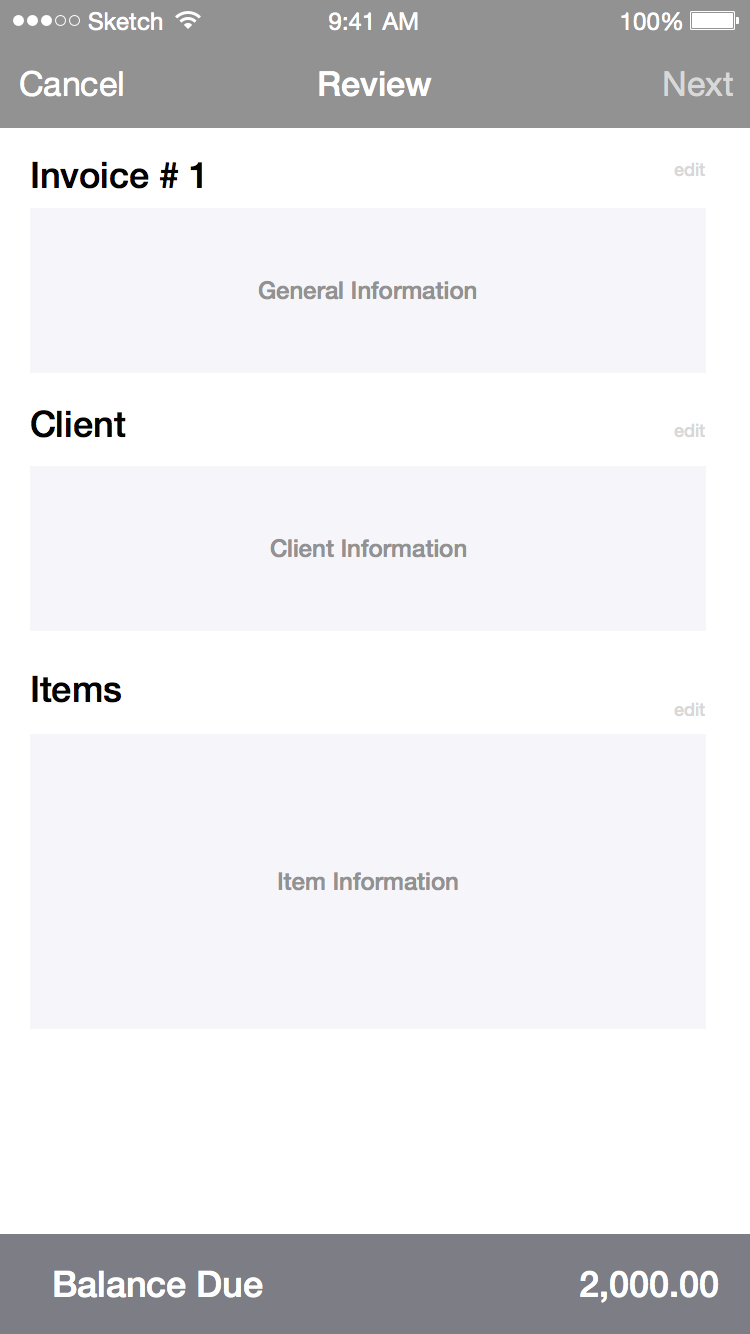 Sketch 9:41 AM 100%
Cancel Review Next
Invoice # 1 edit
General Information
Client edit
Client Information
Items edit
Item Information
Balance Due 2,000.00